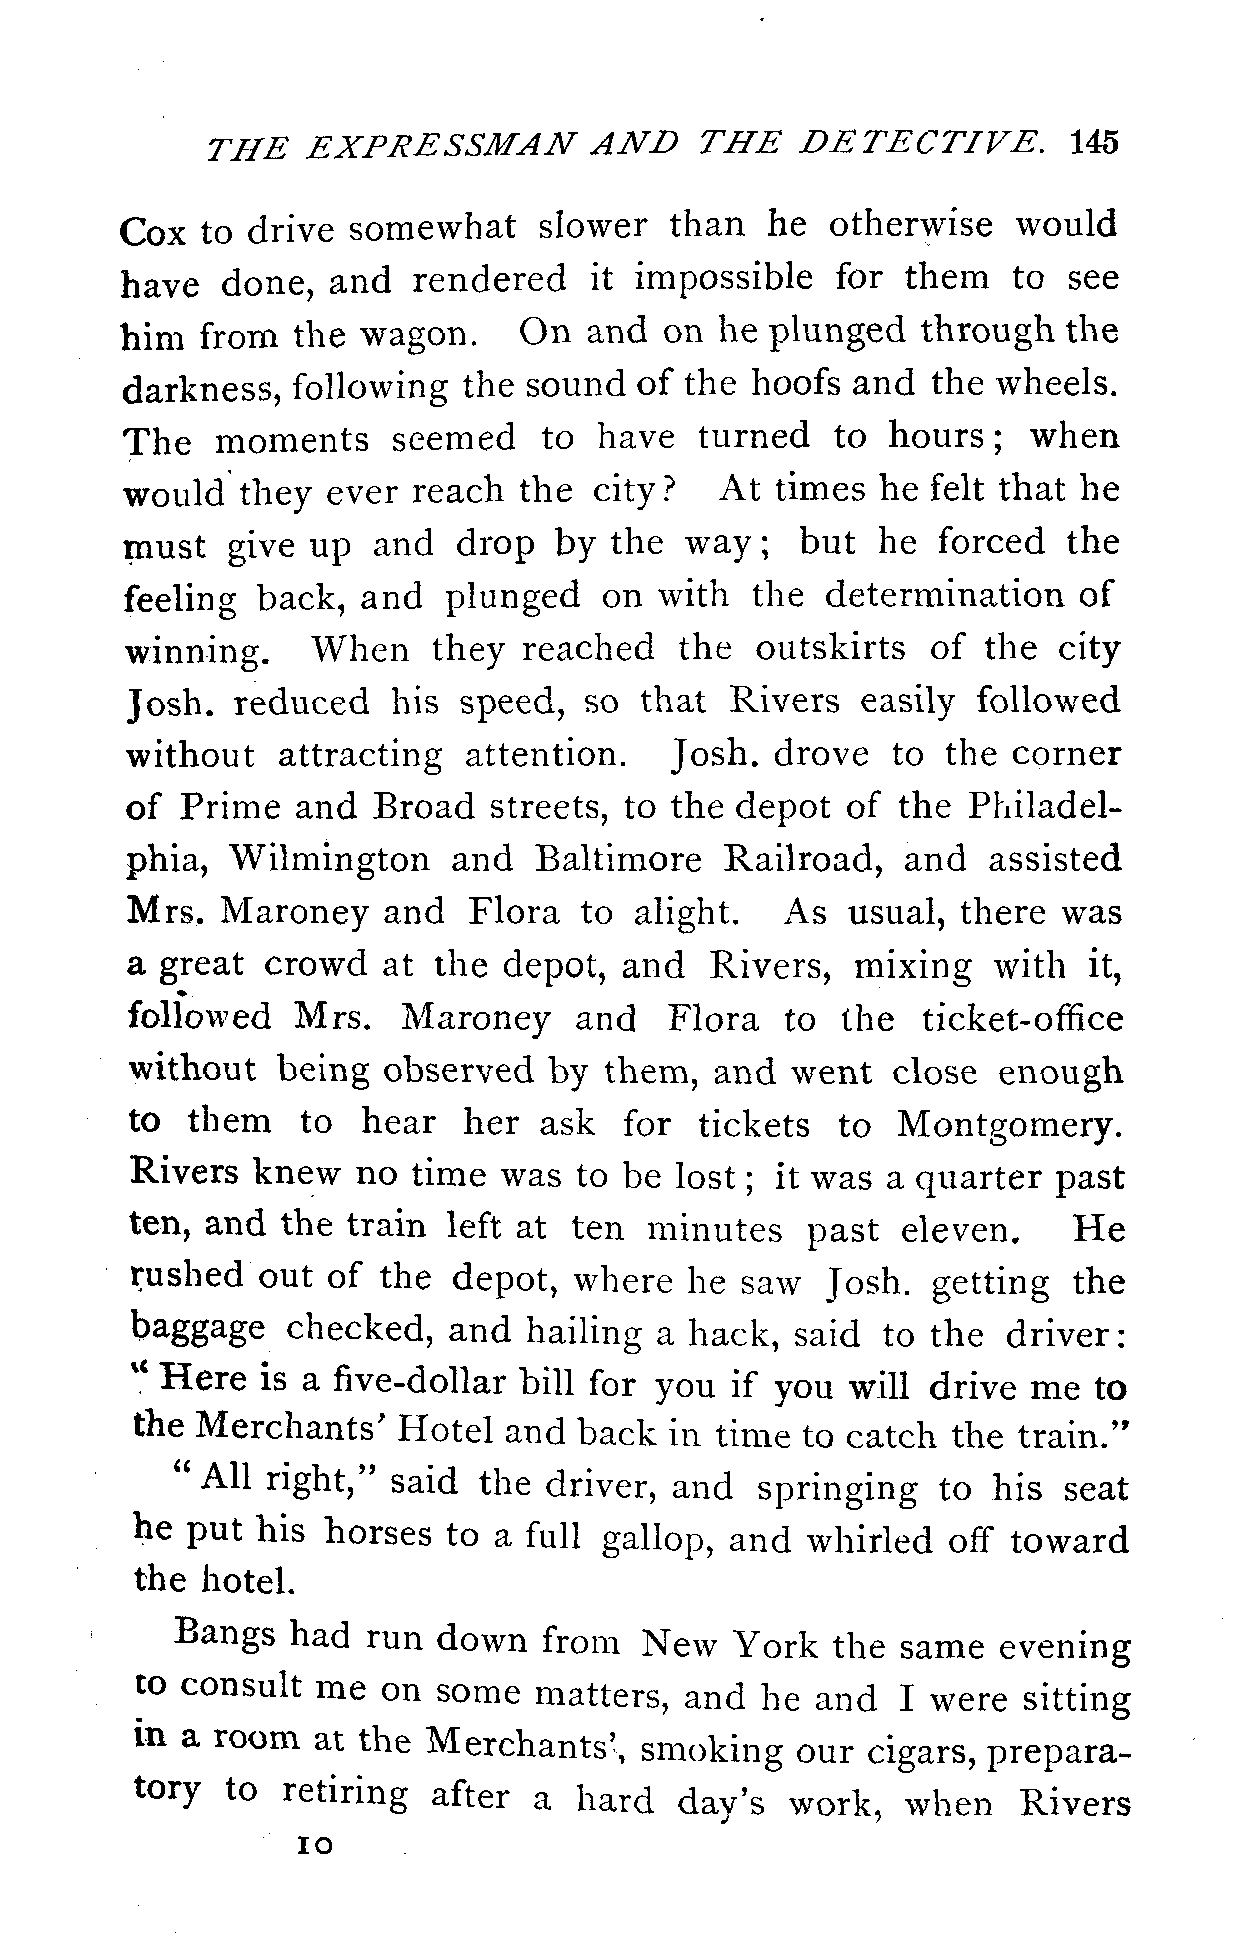 THE EXPRESSMAN AND THE DETECTIVE. 145
Cox to drive somewhat slower than he otherwise would
have done, and rendered it impossible for them to see
him from the wagon. On and on he plunged through the
darkness, following the sound of the hoofs and the wheels.
The moments seemed to have turned to hours; when
would they ever reach the city? At times he felt that he
must give up and drop by the way; but he forced the
feeling back, and plunged on with the determination of
winning. When they reached the outskirts of the city
Josh. reduced his speed, so that Rivers easily followed
without attracting attention. Josh. drove to the corner
of Prime and Broad streets, to the depot of the Philadel-
phia, Wilmington and Baltimore Railroad, and assisted
Mrs. Maroney and Flora to alight. As usual, there was
a great crowd at the depot, and Rivers, mixing with it,
followed Mrs. Maroney and Flora to the ticket-office
without being observed by them, and went close enough
to them to hear her ask for tickets to Montgomery.
Rivers knew no time was to be lost; it was a quarter past
ten, and the train left at ten minutes past eleven. He
rushed out of the depot, where he saw Josh. getting the
baggage checked, and hailing a hack, said to the driver:
"Here is a five-dollar bill for you if you will drive me to
the Merchants' Hotel and back in time to catch the train."
"All right," said the driver, and springing to his seat
he put his horses to a full gallop, and whirled off toward
the hotel.
Bangs had run down from New York the same evening
to consult me on some matters, and he and I were sitting
in a room at the Merchants', smoking our cigars, prepara-
tory to retiring after a hard day's work, when Rivers
10